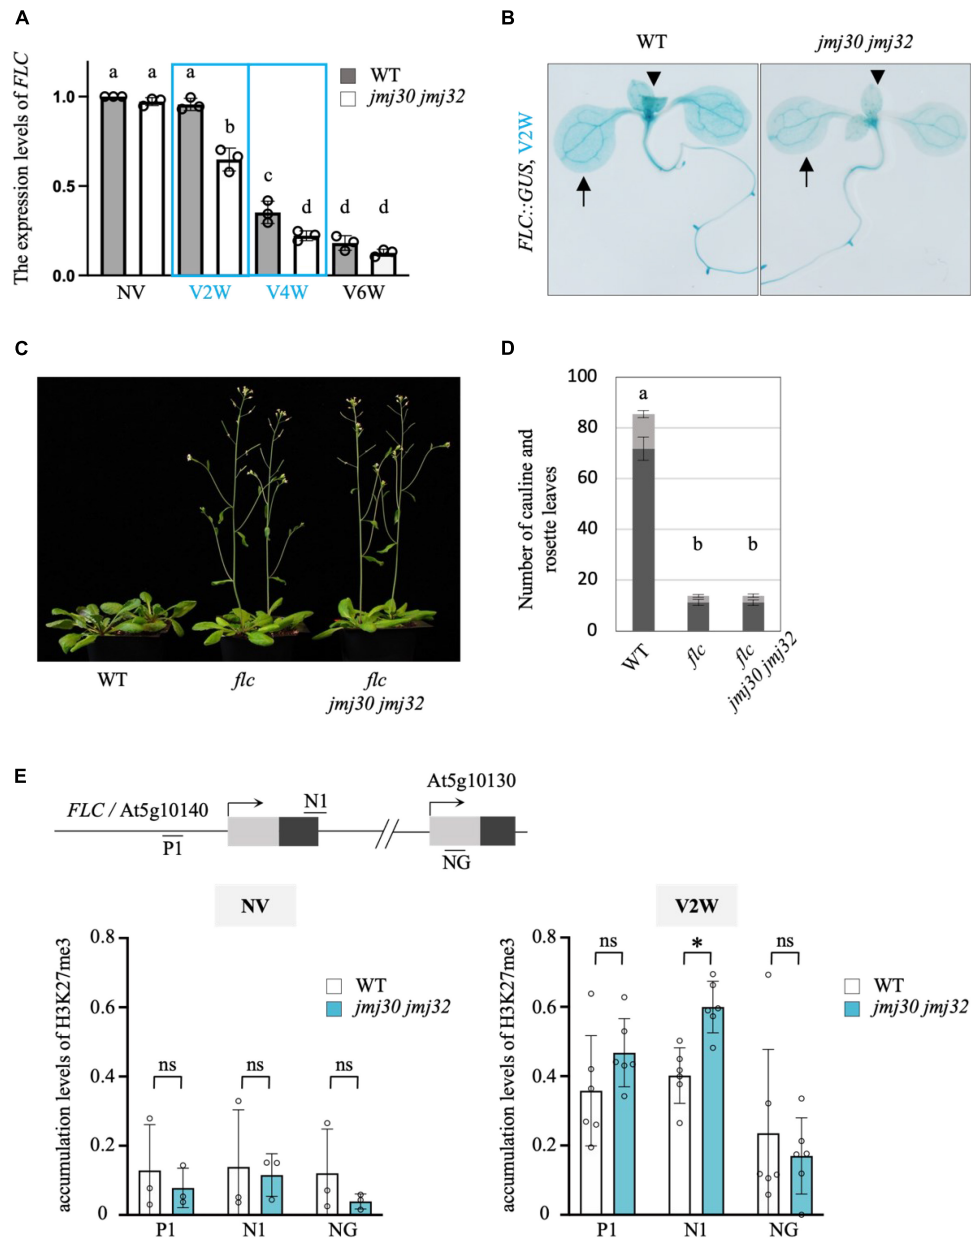 A
The expression levels of FLC
1.0
0.5
0.0
a a a b c d d d
WT
jmj30 jmj32
NV V2W V4W V6W
B
WT jmj30 jmj32
FLC::GUS, V2W
C
WT flc flc
jmj30 jmj32
D
Number of cauline and
rosette leaves
100
80
60
40
20
0
a b b
WT flc flc
jmj30 jmj32
E
FLC / At5g10140 N1 At5g10130
P1 NG
NV
accumulation levels of H3K27me3
0.8
0.6
0.4
0.2
0
ns ns ns
WT
jmj30 jmj32
P1 N1 NG
V2W
accumulation levels of H3K27me3
0.8
0.6
0.4
0.2
0
ns * ns
WT
jmj30 jmj32
P1 N1 NG